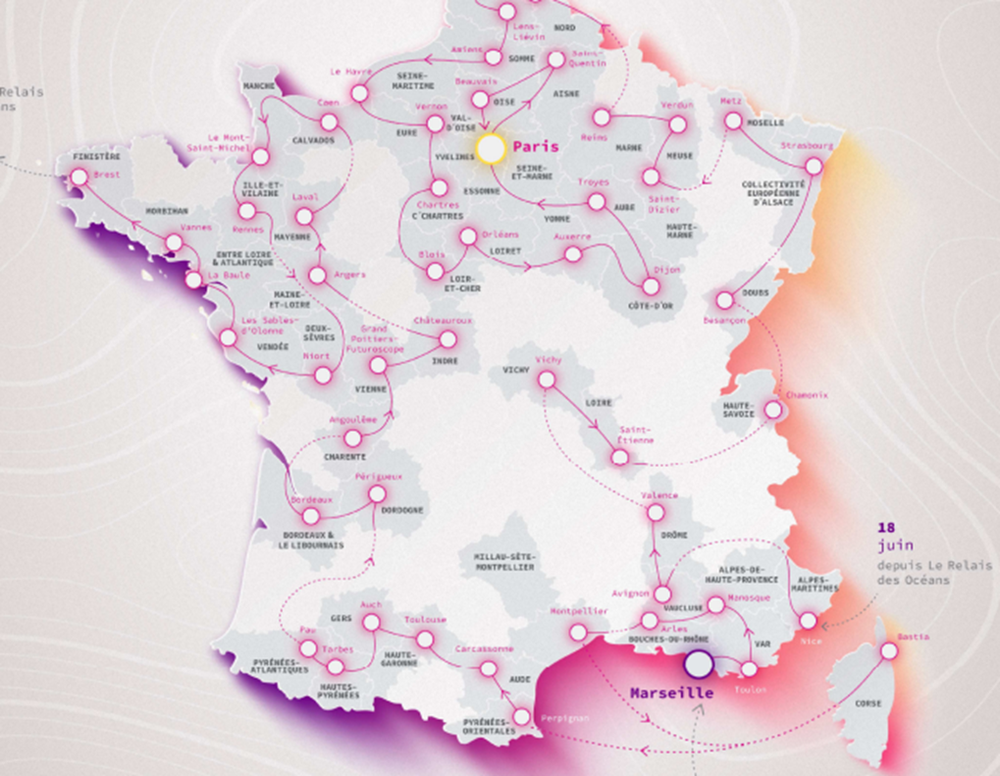 NORD
Lens-
Liévin
Amiens
SOMME
Saint-
Quentin
Le Havre
SEINE-
MARITIME
Beauvais
OISE
AISNE
MANCHE
Relais
ns
Caen
Vernon
VAL-
D'OISE
EURE
CALVADOS
Reims
Verdun
Metz
MOSELLE
Le Mont-
Saint-Michel
YVELINES
Paris
MARNE
MEUSE
Strasbourg
FINISTÈRE
Brest
SEINE-
ET-MARNE
ESSONNE
COLLECTIVITÉ
EUROPÉENNE
D'ALSACE
ILLE-ET-
VILAINE
Laval
Chartres
C'CHARTRES
Troyes
AUBE
Saint-
Dizier
MORBIHAN
Vannes
Rennes
MAYENNE
YONNE
HAUTE-
MARNE
Orléans
LOIRET
Auxerre
ENTRE LOIRE
& ATLANTIQUE
La Baule
Angers
Blois
LOIR-
ET-CHER
Dijon
CÔTE-D'OR
DOUBS
Besançon
MAINE-
ET-LOIRE
Les Sables-
d'Olonne
VENDÉE
DEUX-
SÈVRES
Niort
Grand
Poitiers-
Futuroscope
Châteauroux
INDRE
VIENNE
VICHY
Vichy
LOIRE
Saint-
Étienne
HAUTE-
SAVOIE
Chamonix
Angoulême
CHARENTE
Périgueux
DORDOGNE
Bordeaux
BORDEAUX &
LE LIBOURNAIS
Valence
DRÔME
18
juin
depuis Le Relais
des Océans
MILLAU-SÈTE-
MONTPELLIER
ALPES-DE-
HAUTE-PROVENCE
ALPES-
MARITIMES
Avignon
VAUCLUSE
Manosque
Montpellier
Arles
BOUCHES-DU-RHÔNE
VAR
Nice
Bastia
Auch
GERS
Toulouse
Pau
Tarbes
PYRÉNÉES-
ATLANTIQUES
HAUTES-
PYRÉNÉES
HAUTE-
GARONNE
Carcassonne
AUDE
PYRÉNÉES-
ORIENTALES
Perpignan
Marseille
Toulon
CORSE